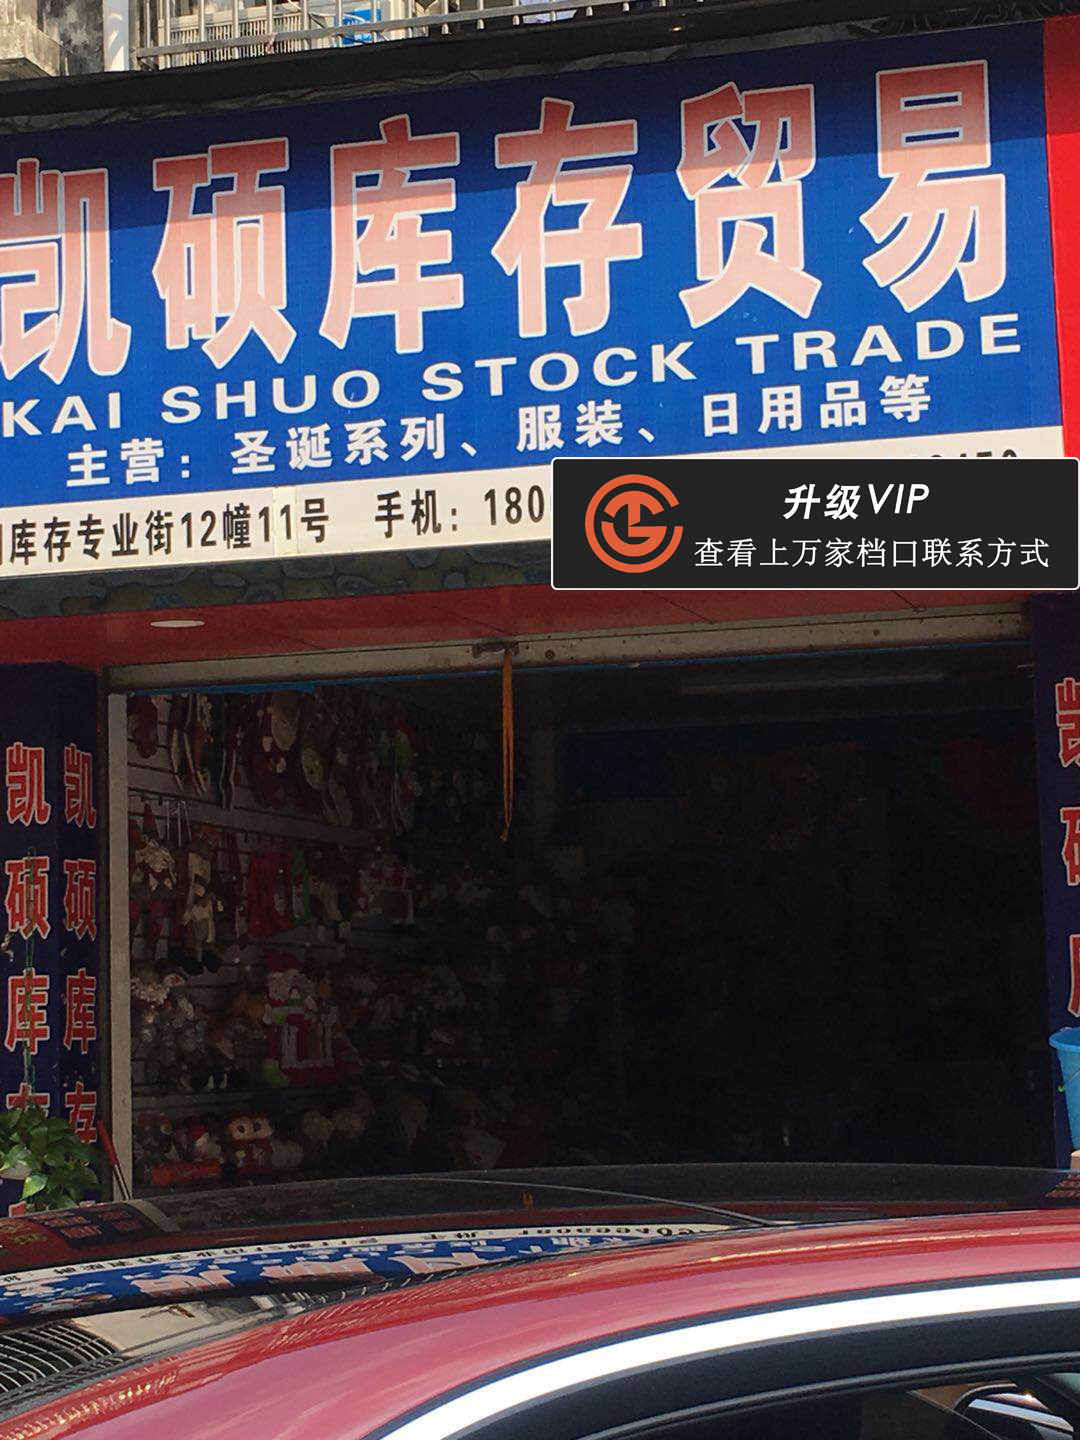 凯硕库存贸易
KAI SHUO STOCK TRADE
主营：圣诞系列、服装、日用品等
库存专业街12幢11号 手机：180
升级VIP
查看上万家档口联系方式
凯硕库存
凯硕库存
凯